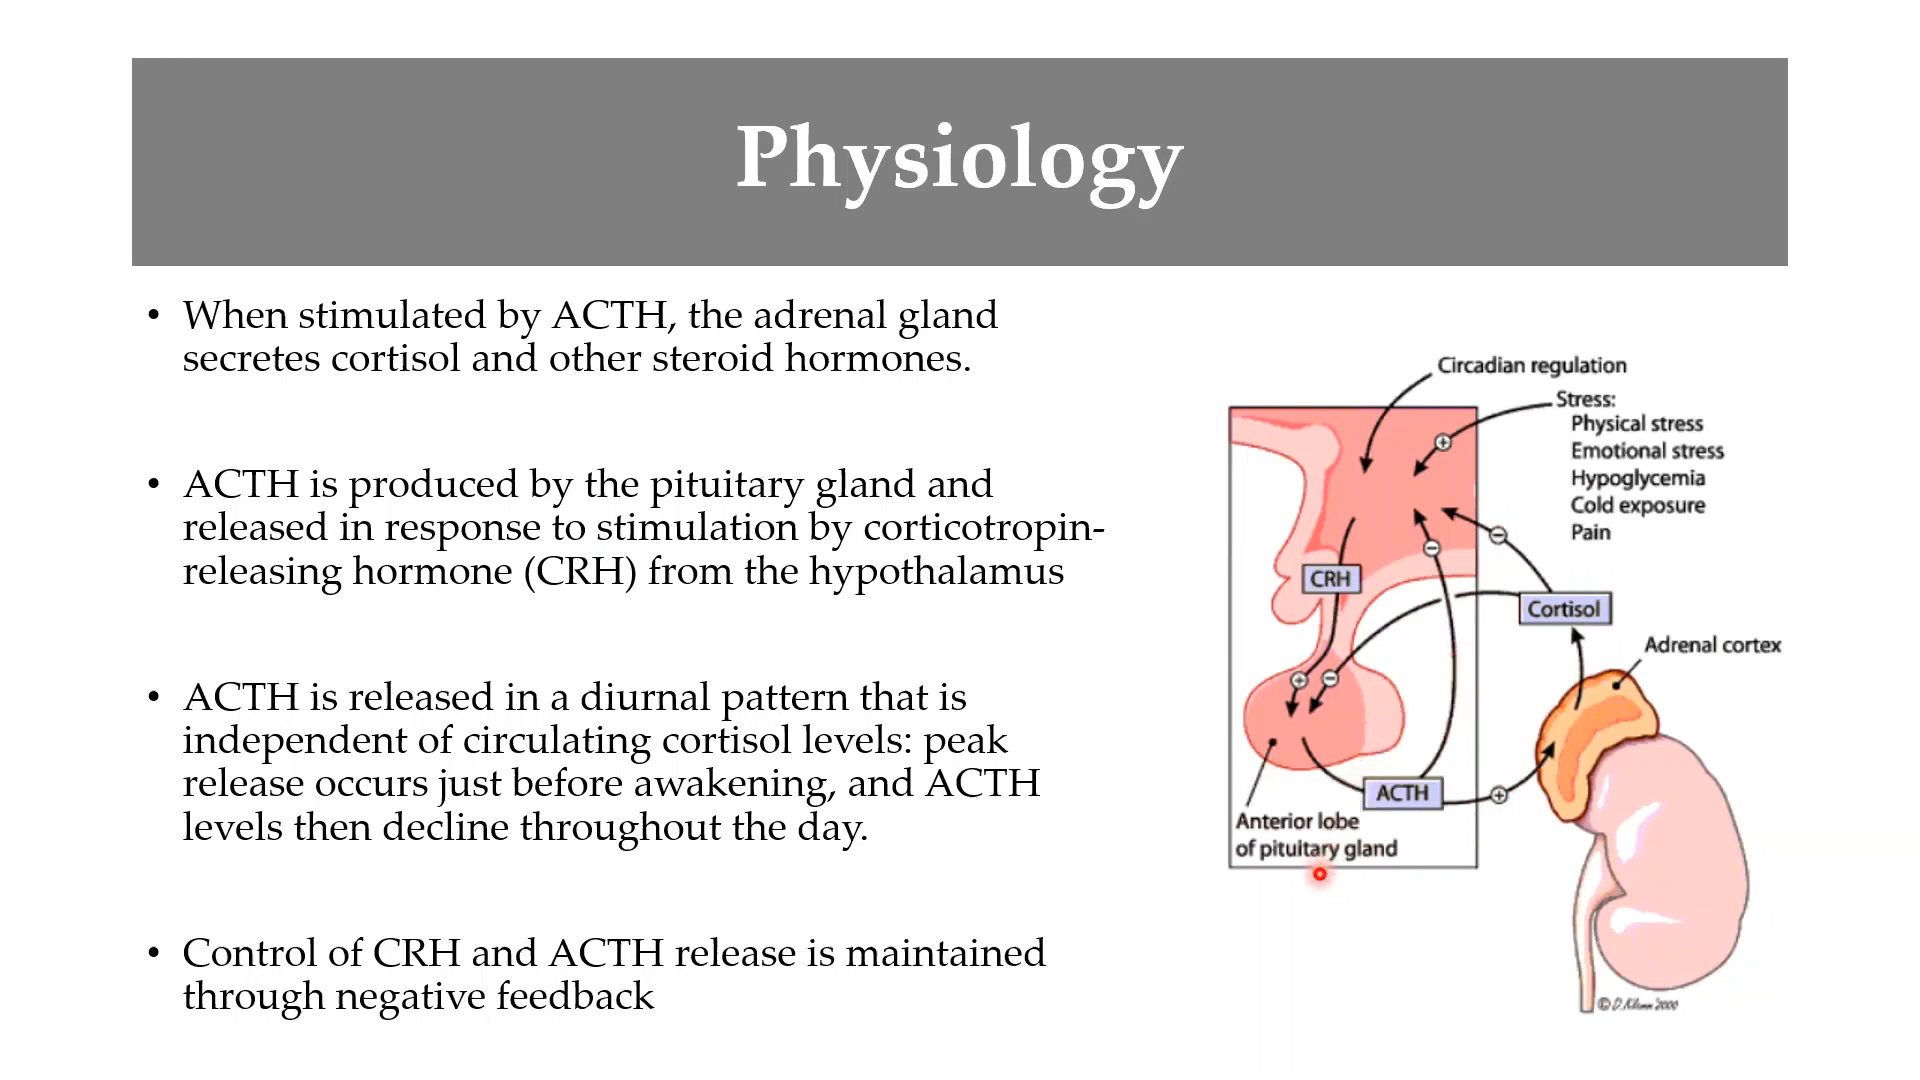 Physiology
• When stimulated by ACTH, the adrenal gland
secretes cortisol and other steroid hormones.
• ACTH is produced by the pituitary gland and
released in response to stimulation by corticotropin-
releasing hormone (CRH) from the hypothalamus
• ACTH is released in a diurnal pattern that is
independent of circulating cortisol levels: peak
release occurs just before awakening, and ACTH
levels then decline throughout the day.
• Control of CRH and ACTH release is maintained
through negative feedback
Circadian regulation
Stress:
Physical stress
Emotional stress
Hypoglycemia
Cold exposure
Pain
CRH
Cortisol
Adrenal cortex
ACTH
Anterior lobe
of pituitary gland
© D. 2000